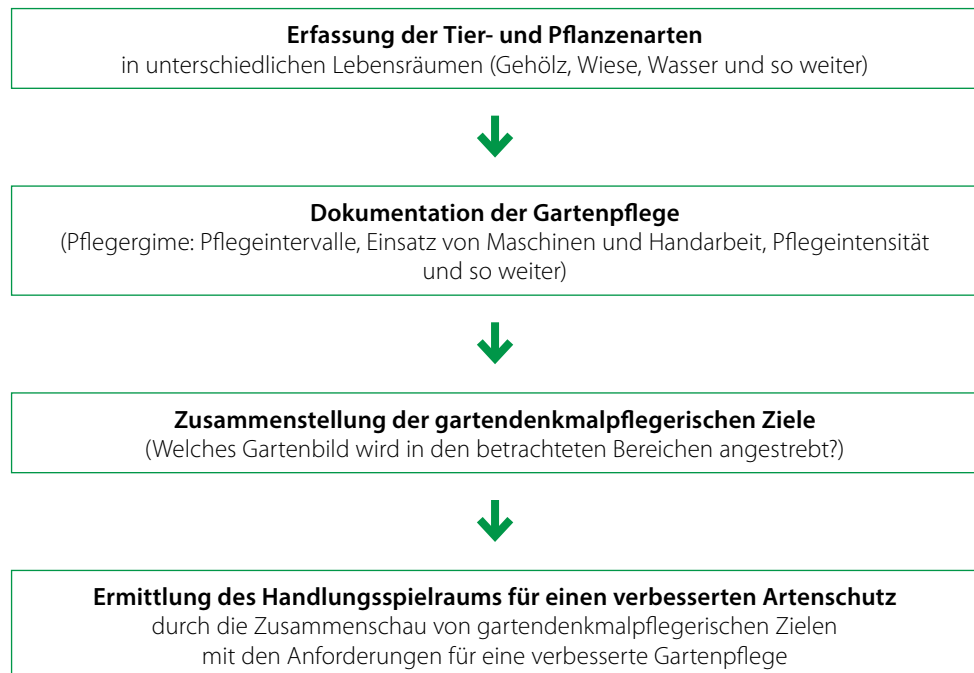 Erfassung der Tier- und Pflanzenarten
in unterschiedlichen Lebensräumen (Gehölz, Wiese, Wasser und so weiter)
Dokumentation der Gartenpflege
(Pflegergime: Pflegeintervalle, Einsatz von Maschinen und Handarbeit, Pflegeintensität
und so weiter)
Zusammenstellung der gartendenkmalpflegerischen Ziele
(Welches Gartenbild wird in den betrachteten Bereichen angestrebt?)
Ermittlung des Handlungsspielraums für einen verbesserten Artenschutz
durch die Zusammenschau von gartendenkmalpflegerischen Zielen
mit den Anforderungen für eine verbesserte Gartenpflege